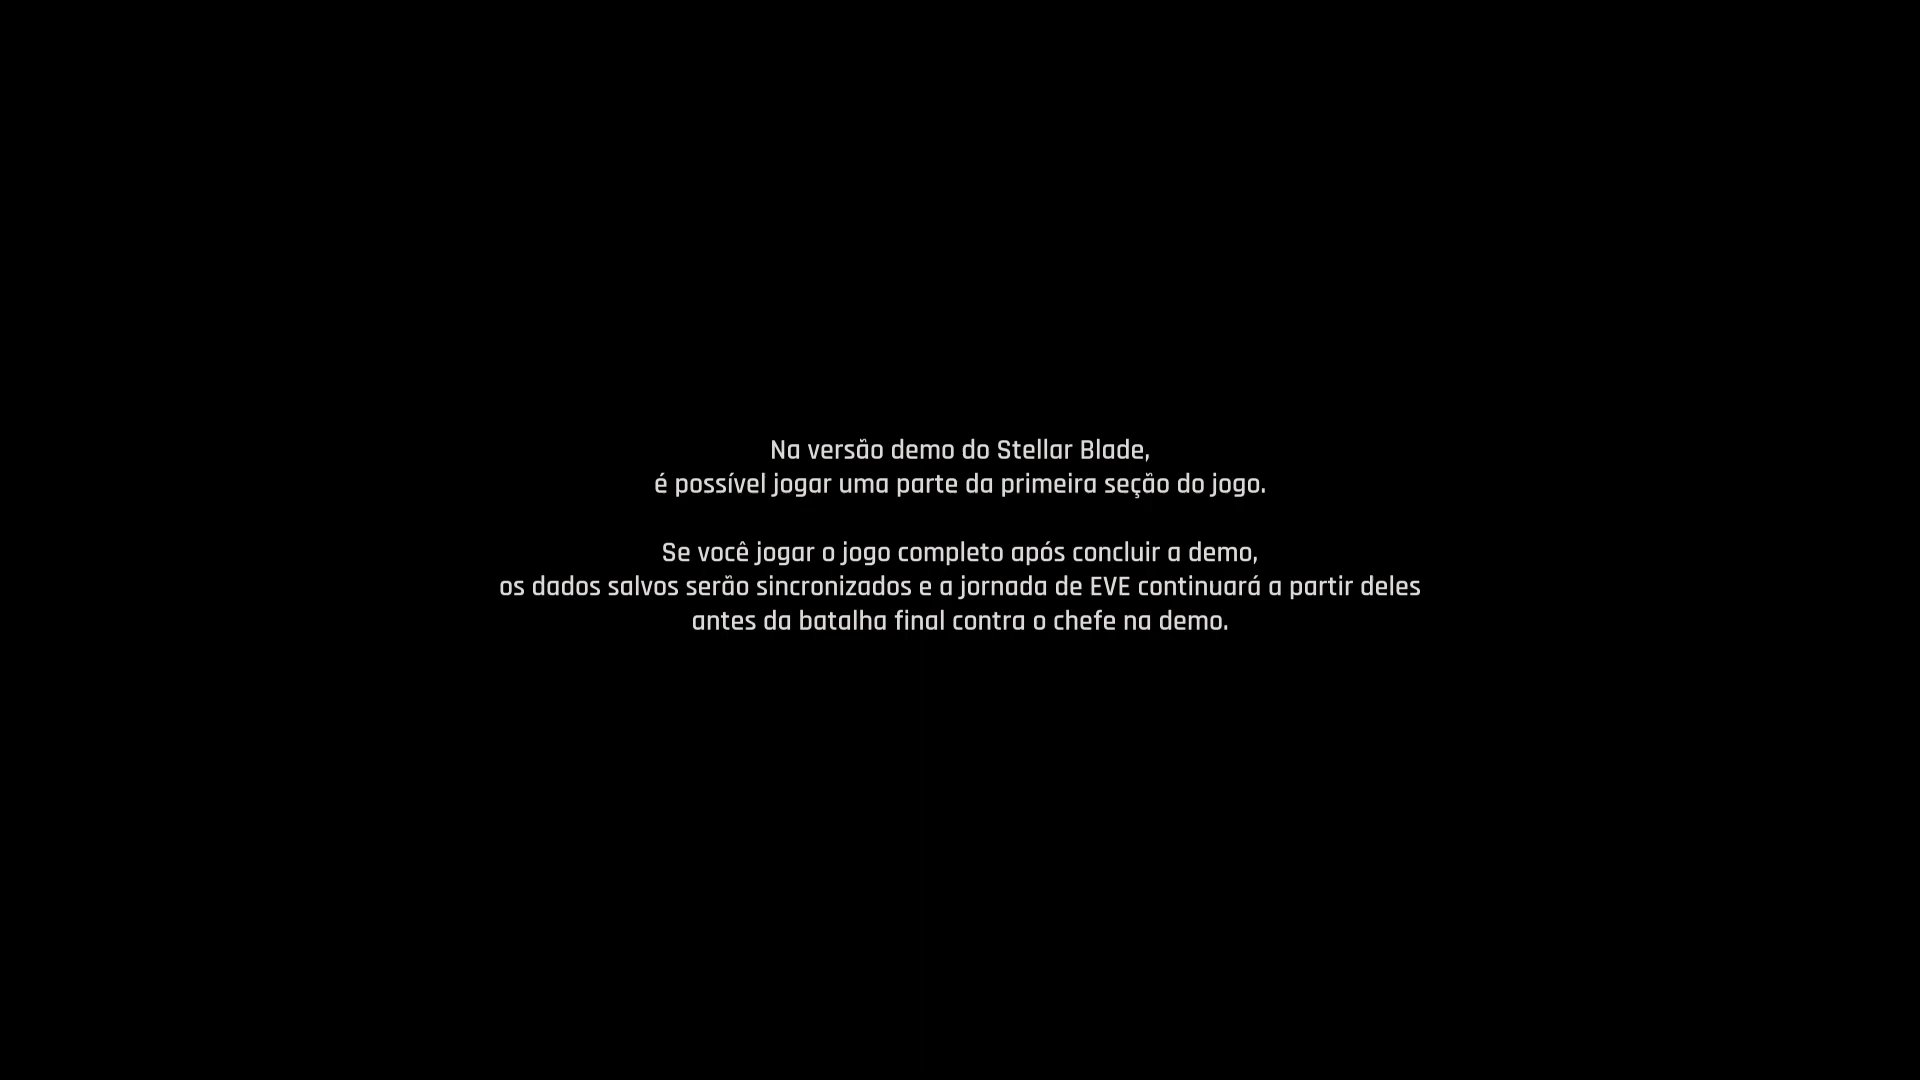 Na versão demo do Stellar Blade,
é possível jogar uma parte da primeira seção do jogo.
Se você jogar o jogo completo após concluir a demo,
os dados salvos serão sincronizados e a jornada de EVE continuará a partir deles
antes da batalha final contra o chefe na demo.